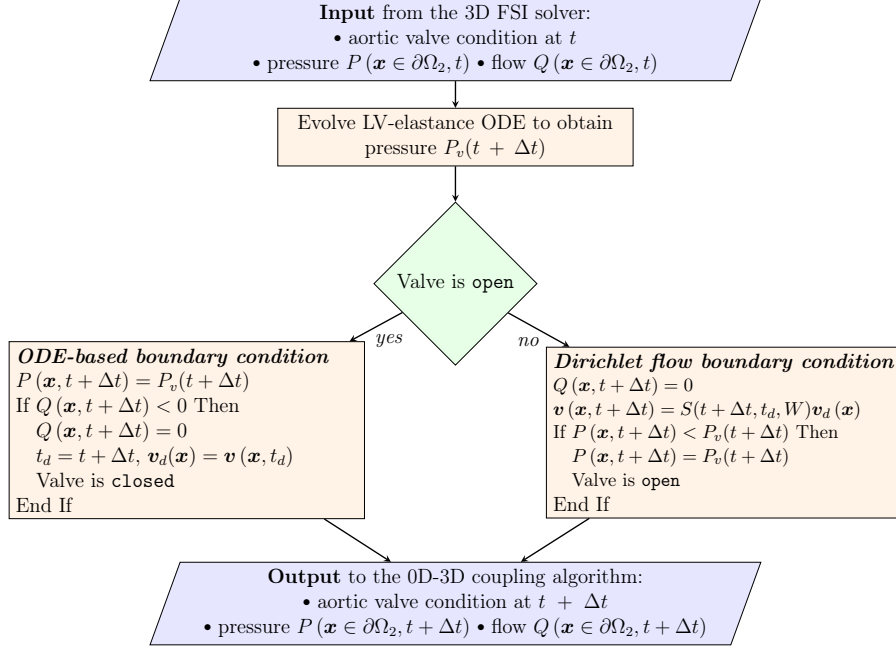 Input from the 3D FSI solver:
• aortic valve condition at t
• pressure P (x ∈ ∂Ω₂, t) • flow Q (x ∈ ∂Ω₂, t)
Evolve LV-elastance ODE to obtain
pressure Pᵥ(t + Δt)
Valve is open
yes
no
ODE-based boundary condition
P (x, t + Δt) = Pᵥ(t + Δt)
If Q (x, t + Δt) < 0 Then
Q (x, t + Δt) = 0
t_d = t + Δt, v_d(x) = v (x, t_d)
Valve is closed
End If
Dirichlet flow boundary condition
Q (x, t + Δt) = 0
v (x, t + Δt) = S(t + Δt, t_d, W)v_d (x)
If P (x, t + Δt) < Pᵥ(t + Δt) Then
P (x, t + Δt) = Pᵥ(t + Δt)
Valve is open
End If
Output to the 0D-3D coupling algorithm:
• aortic valve condition at t + Δt
• pressure P (x ∈ ∂Ω₂, t + Δt) • flow Q (x ∈ ∂Ω₂, t + Δt)